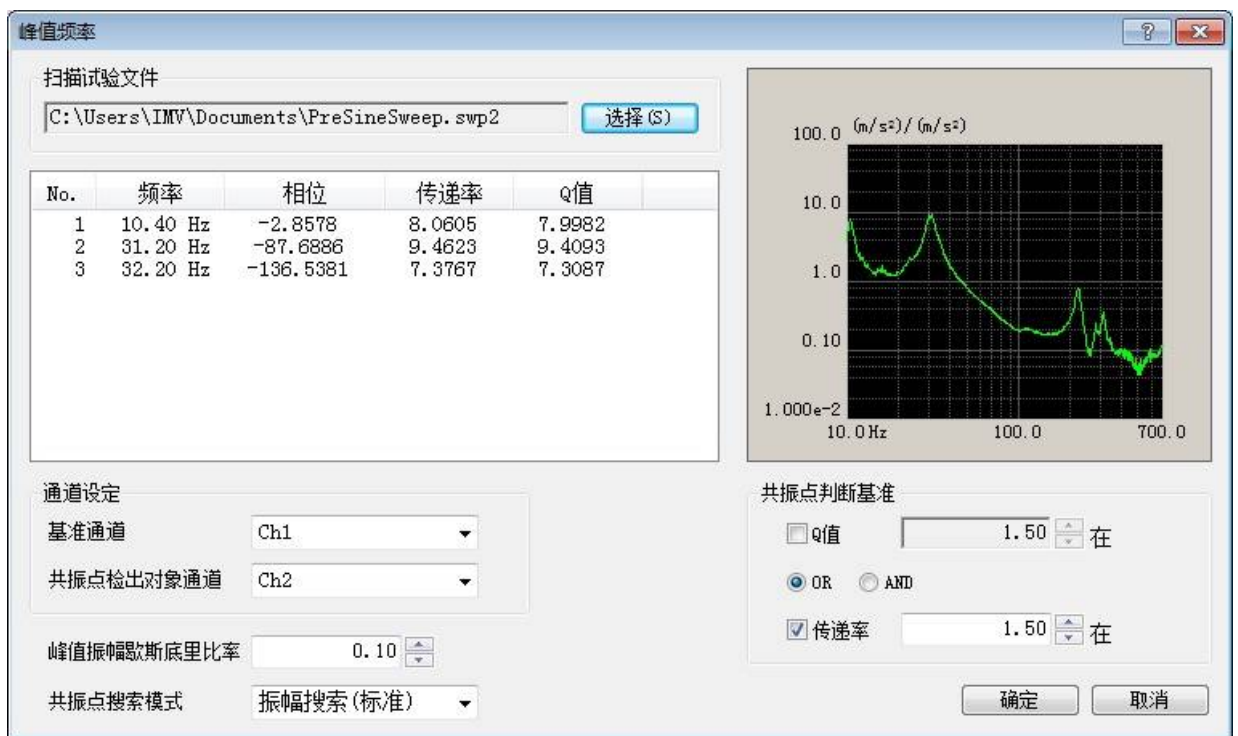 峰值频率
扫描试验文件
C:\Users\IMV\Documents\PreSineSweep.swp2
选择(S)
No. 频率 相位 传递率 Q值
1 10.40 Hz -2.8578 8.0605 7.9982
2 31.20 Hz -87.6886 9.4623 9.4093
3 32.20 Hz -136.5381 7.3767 7.3087
100.0 (m/s²)/(m/s²)
10.0
1.0
0.10
1.000e-2
10.0Hz 100.0 700.0
通道设定
基准通道 Ch1
共振点检出对象通道 Ch2
峰值振幅歇斯底里比率 0.10
共振点搜索模式 振幅搜索(标准)
共振点判断基准
Q值 1.50 在
OR AND
传递率 1.50 在
确定 取消